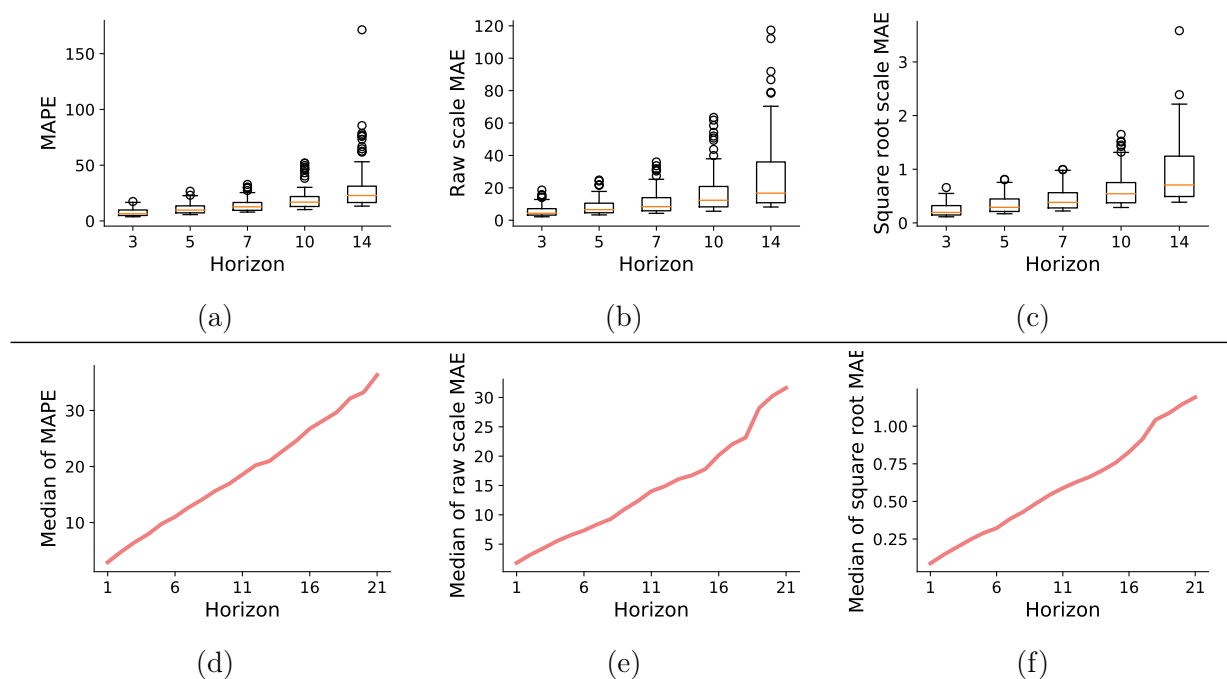 MAPE
150
100
50
0
3 5 7 10 14
Horizon
(a)
Raw scale MAE
120
100
80
60
40
20
0
3 5 7 10 14
Horizon
(b)
Square root scale MAE
3
2
1
0
3 5 7 10 14
Horizon
(c)
Median of MAPE
30
20
10
1 6 11 16 21
Horizon
(d)
Median of raw scale MAE
30
25
20
15
10
5
1 6 11 16 21
Horizon
(e)
Median of square root MAE
1.00
0.75
0.50
0.25
1 6 11 16 21
Horizon
(f)